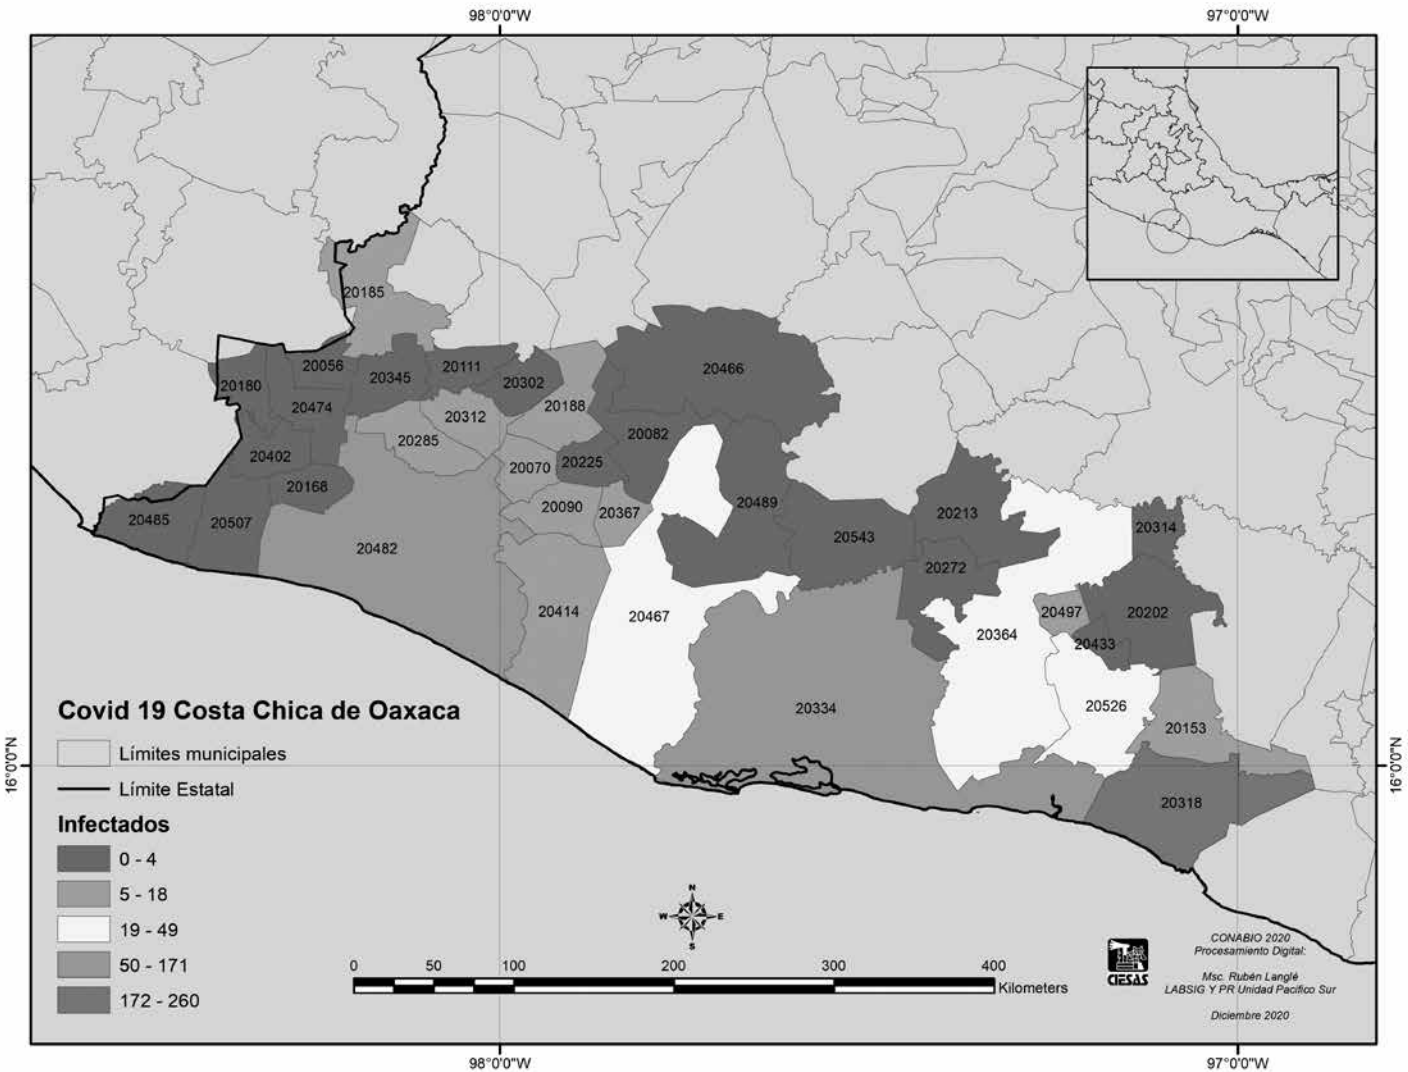 98°0'0"W
97°0'0"W
20185
20056
20111
20466
20180
20345
20302
20474
20188
20312
20082
20285
20402
20070
20225
20168
20489
20090
20367
20213
20485
20507
20314
20543
20482
20272
20414
20467
20497
20202
20364
20433
20334
20526
20153
16°0'0"N
16°0'0"N
20318
Covid 19 Costa Chica de Oaxaca
Límites municipales
Límite Estatal
Infectados
0 - 4
5 - 18
19 - 49
50 - 171
172 - 260
N
W
E
S
0 50 100 200 300 400
Kilometers
CIESAS
CONABIO 2020
Procesamiento Digital:
Msc. Rubén Langlé
LABSIG Y PR Unidad Pacífico Sur
Diciembre 2020
98°0'0"W
97°0'0"W